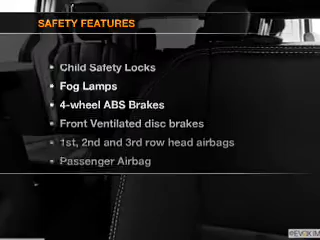 SAFETY FEATURES
• Child Safety Locks
• Fog Lamps
• 4-wheel ABS Brakes
• Front Ventilated disc brakes
• 1st, 2nd and 3rd row head airbags
• Passenger Airbag